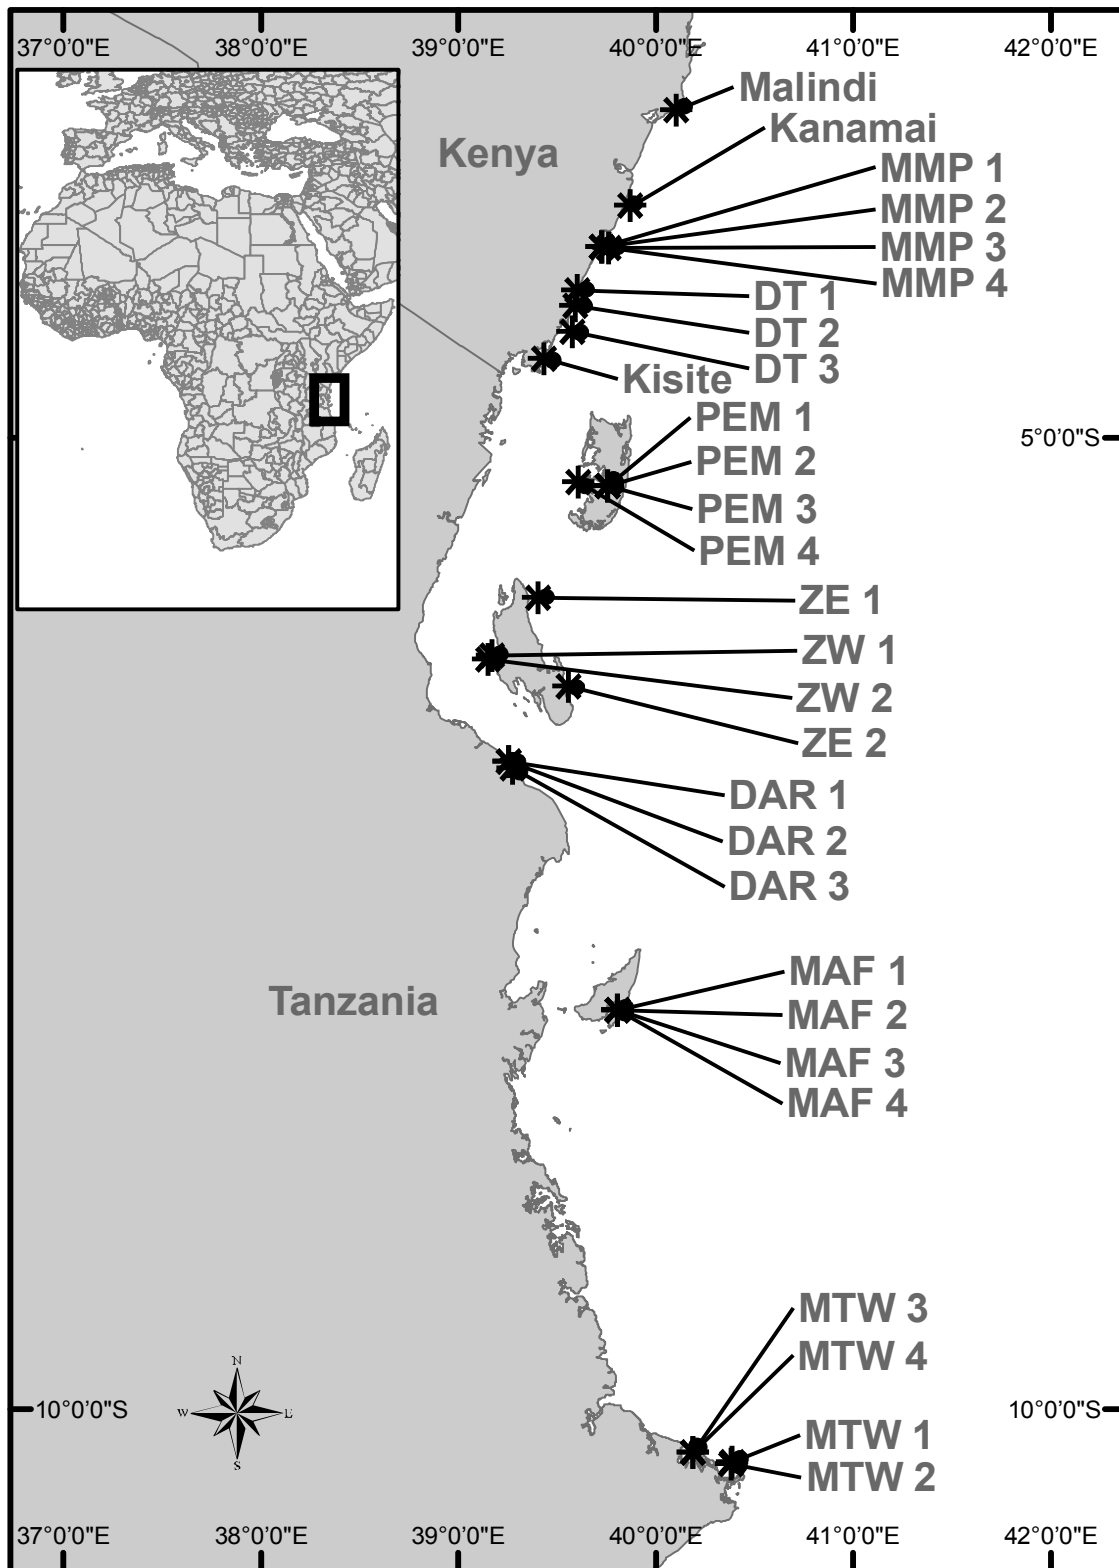 37°0'0"E 38°0'0"E 39°0'0"E 40°0'0"E 41°0'0"E 42°0'0"E
Malindi
Kanamai
Kenya
MMP 1
MMP 2
MMP 3
MMP 4
DT 1
DT 2
DT 3
Kisite
PEM 1
5°0'0"S
PEM 2
PEM 3
PEM 4
ZE 1
ZW 1
ZW 2
ZE 2
DAR 1
DAR 2
DAR 3
MAF 1
Tanzania
MAF 2
MAF 3
MAF 4
MTW 3
MTW 4
N
W E
S
10°0'0"S 10°0'0"S
MTW 1
MTW 2
37°0'0"E 38°0'0"E 39°0'0"E 40°0'0"E 41°0'0"E 42°0'0"E